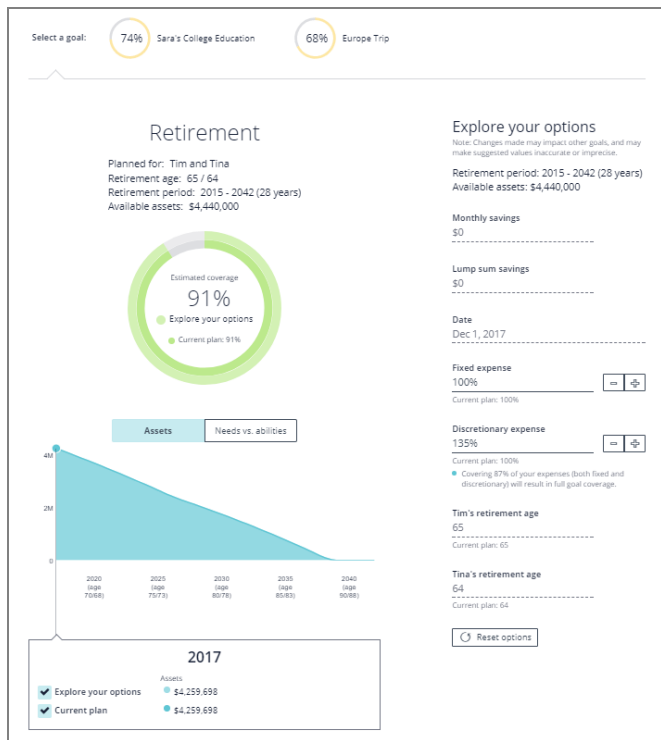 Select a goal:
74%
Sara's College Education
68%
Europe Trip
Retirement
Planned for: Tim and Tina
Retirement age: 65 / 64
Retirement period: 2015 - 2042 (28 years)
Available assets: $4,440,000
Estimated coverage
91%
Explore your options
Current plan: 91%
Assets
Needs vs. abilities
4M
2M
0
2020
(age
70/68)
2025
(age
75/73)
2030
(age
80/78)
2035
(age
85/83)
2040
(age
90/88)
2017
Assets
Explore your options $4,259,698
Current plan $4,259,698
Explore your options
Note: Changes made may impact other goals, and may
make suggested values inaccurate or imprecise.
Retirement period: 2015 - 2042 (28 years)
Available assets: $4,440,000
Monthly savings
$0
Lump sum savings
$0
Date
Dec 1, 2017
Fixed expense
100%
Current plan: 100%
Discretionary expense
135%
Current plan: 100%
Covering 87% of your expenses (both fixed and
discretionary) will result in full goal coverage.
Tim's retirement age
65
Current plan: 65
Tina's retirement age
64
Current plan: 64
Reset options